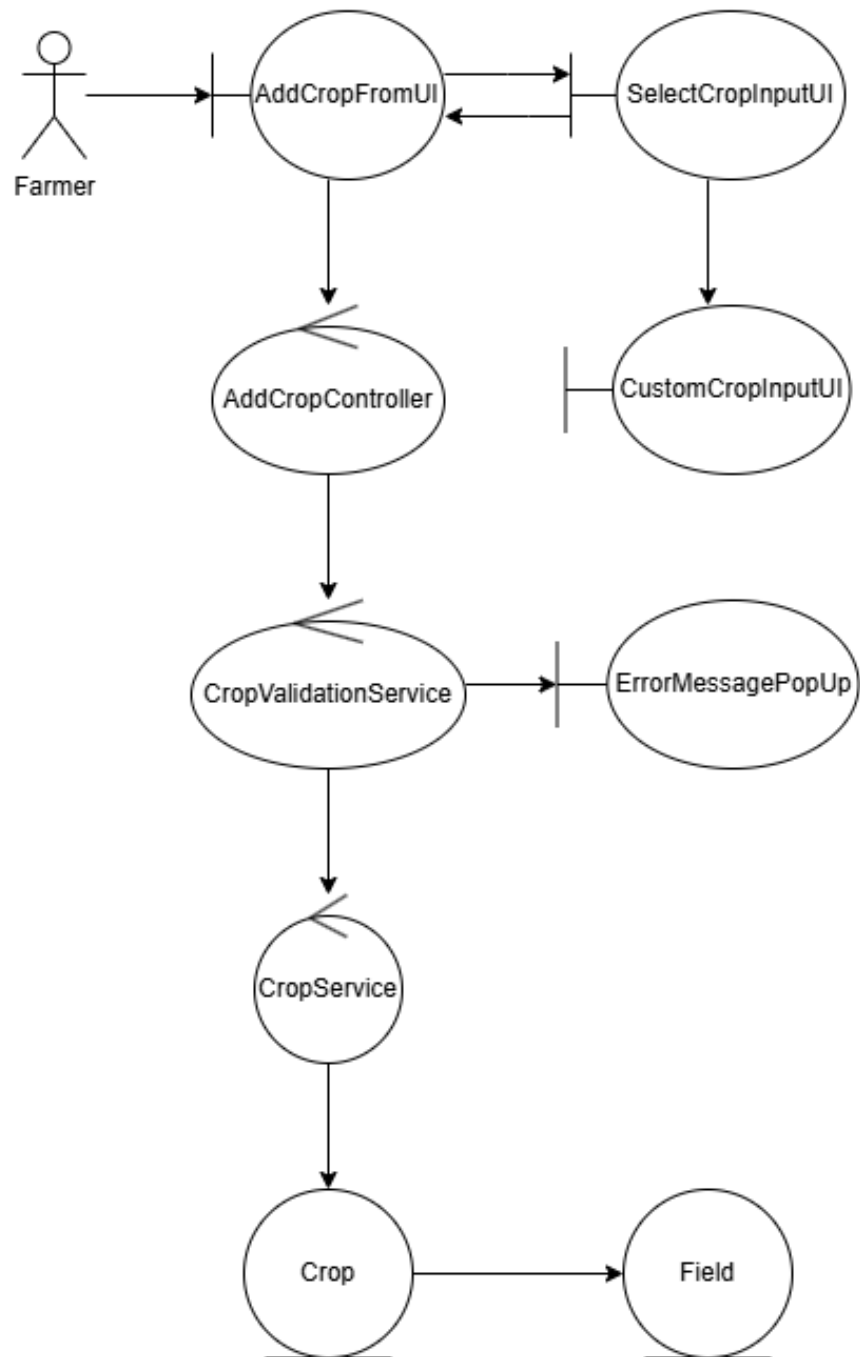 AddCropFromUI
SelectCropInputUI
Farmer
AddCropController
CustomCropInputUI
CropValidationService
ErrorMessagePopUp
CropService
Crop
Field